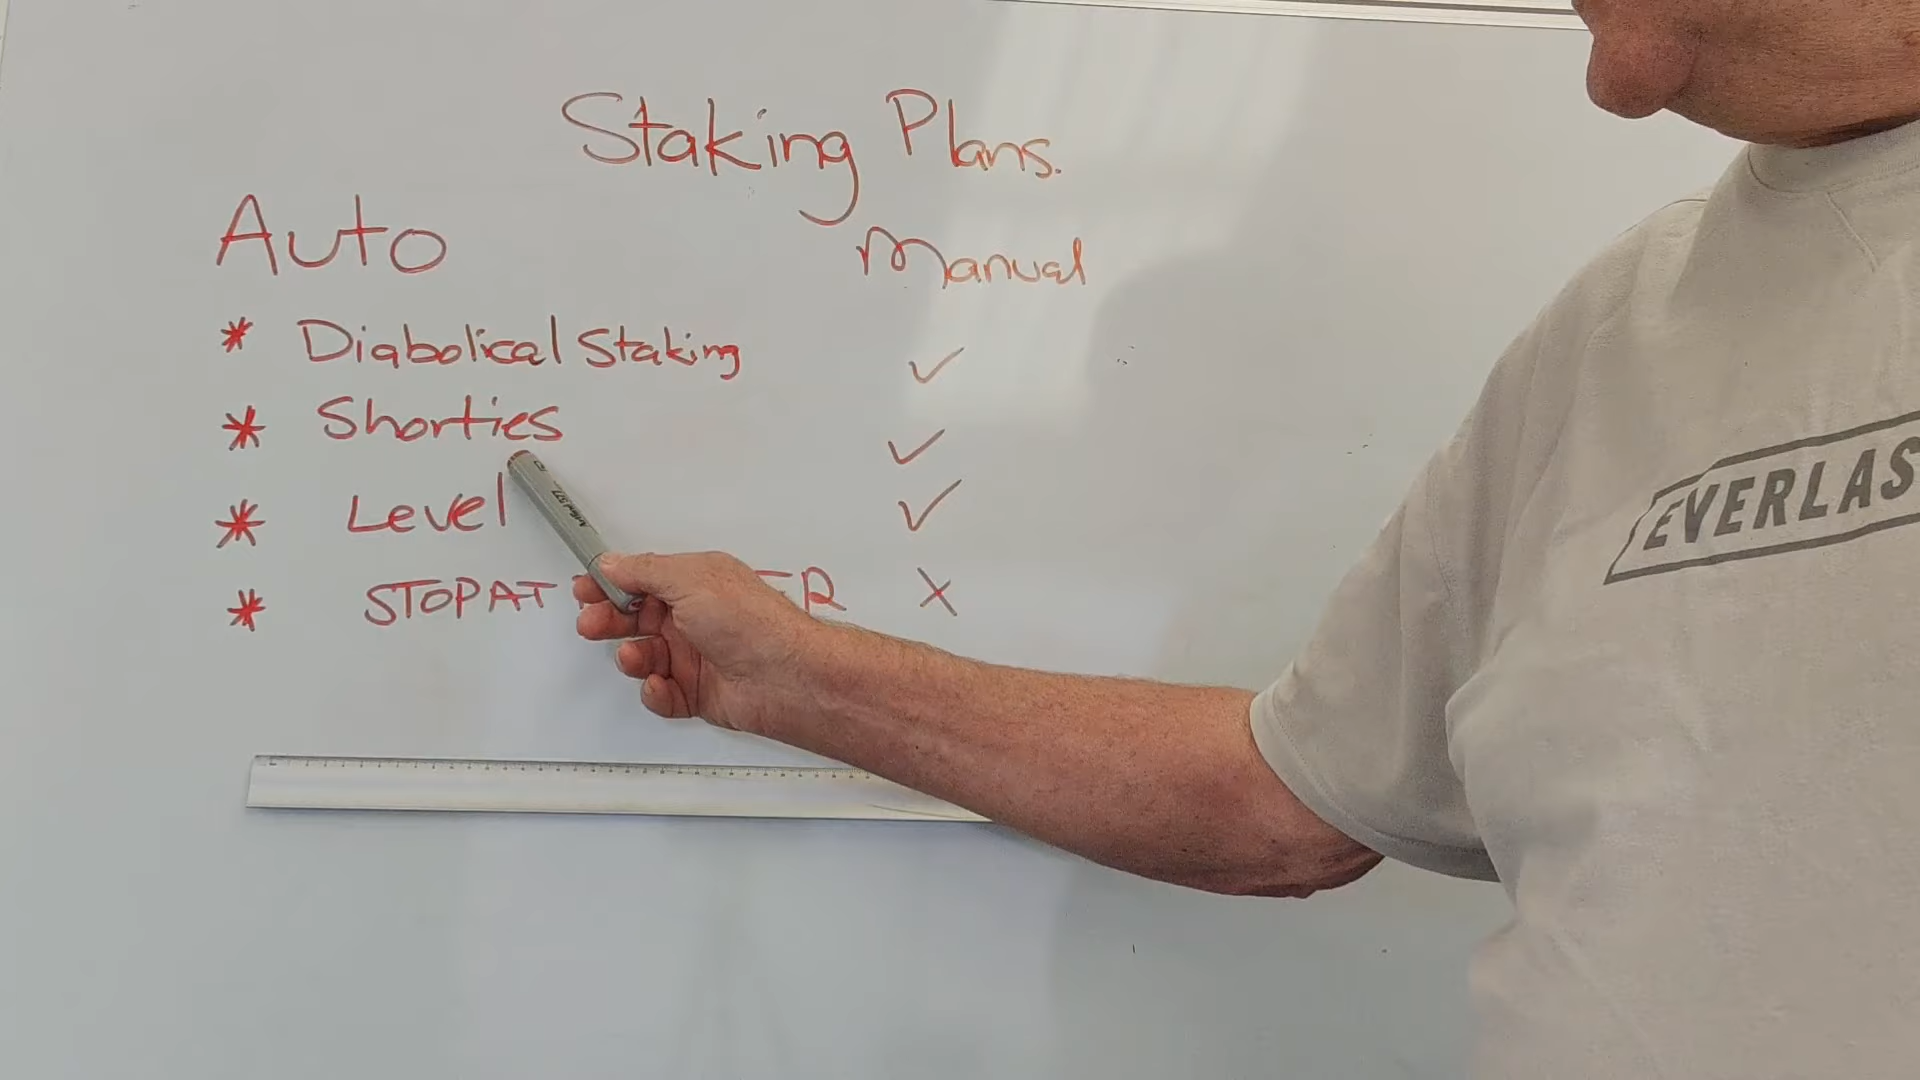 Staking Plans.
Auto
Manual
* Diabolical Staking ✓
* Shorties ✓
* Level ✓
* STOPAT X
EVERLAS